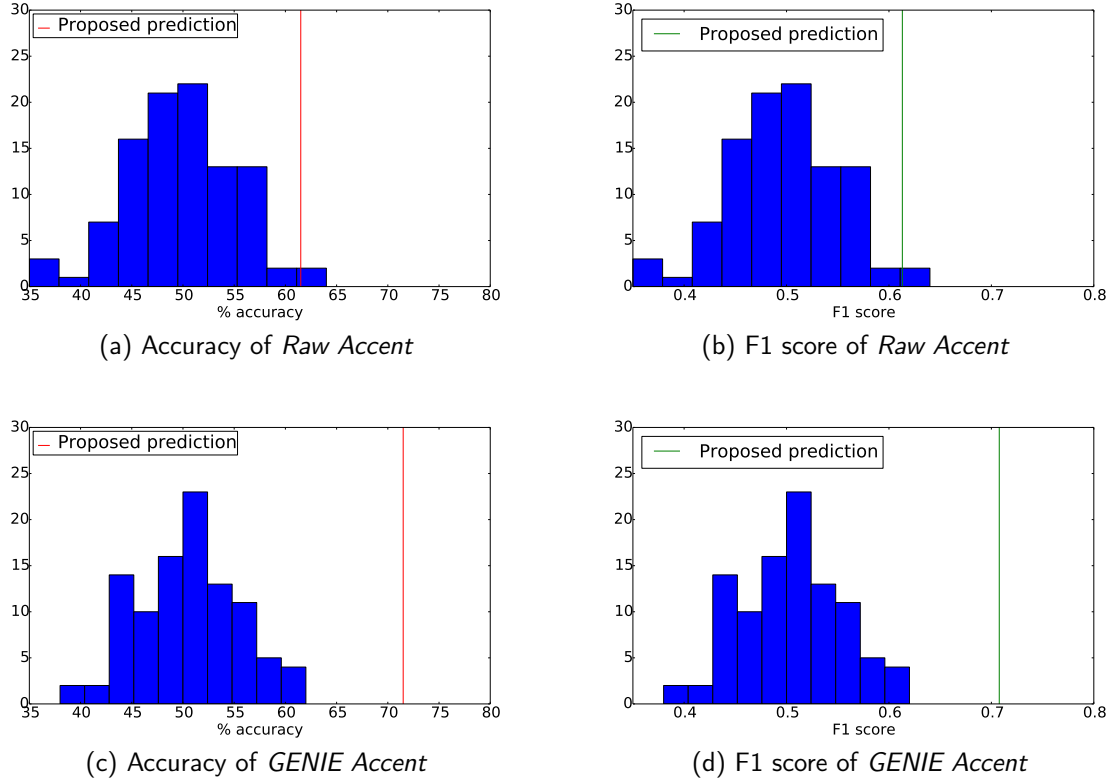 30
25
20
15
10
5
0
Proposed prediction
35 40 45 50 55 60 65 70 75 80
% accuracy
(a) Accuracy of Raw Accent
30
25
20
15
10
5
0
Proposed prediction
0.4 0.5 0.6 0.7 0.8
F1 score
(b) F1 score of Raw Accent
30
25
20
15
10
5
0
Proposed prediction
35 40 45 50 55 60 65 70 75 80
% accuracy
(c) Accuracy of GENIE Accent
30
25
20
15
10
5
0
Proposed prediction
0.4 0.5 0.6 0.7 0.8
F1 score
(d) F1 score of GENIE Accent